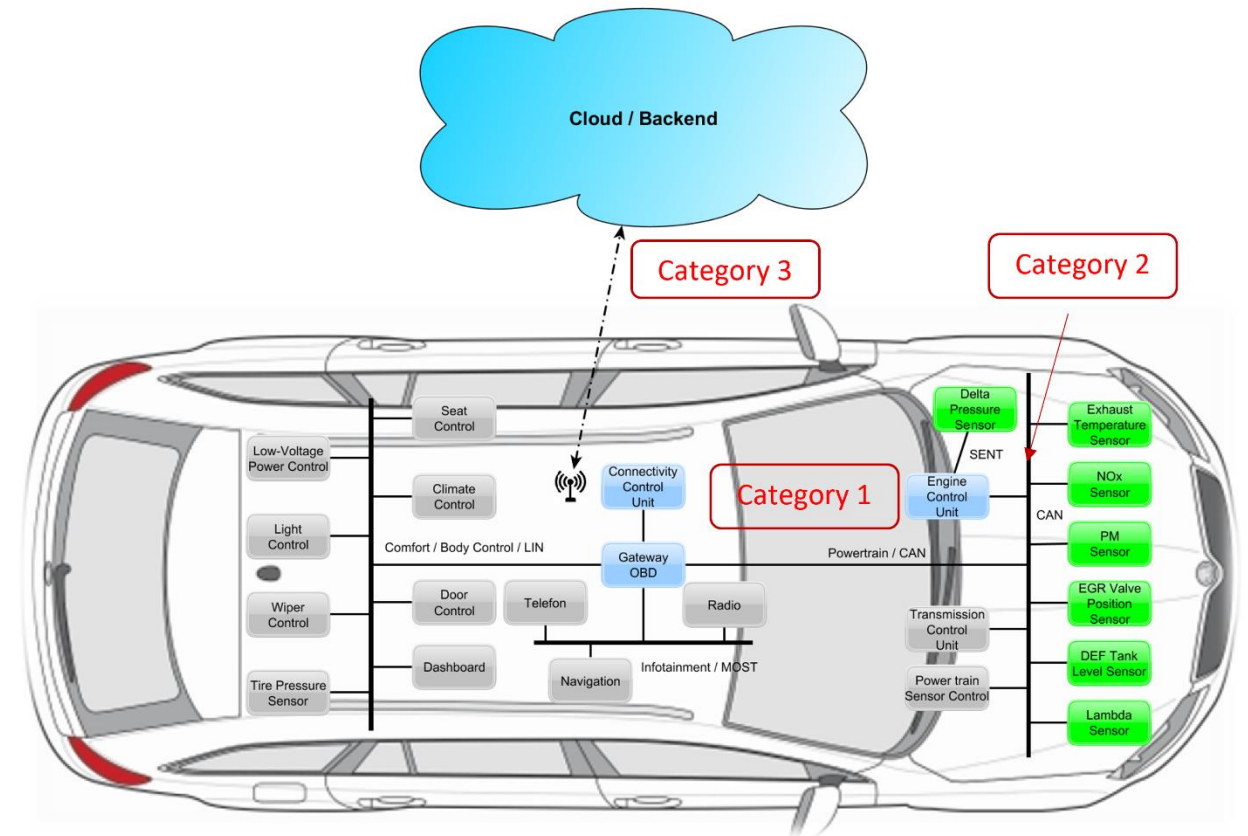 Cloud / Backend
Category 3
Category 2
Seat
Control
Low-Voltage
Power Control
Climate
Control
Light
Control
Comfort / Body Control / LIN
Wiper
Control
Door
Control
Dashboard
Tire Pressure
Sensor
Connectivity
Control
Unit
Category 1
Gateway
OBD
Telefon
Radio
Infotainment / MOST
Navigation
Powertrain / CAN
Delta
Pressure
Sensor
SENT
Engine
Control
Unit
CAN
Transmission
Control
Unit
Power train
Sensor Control
Exhaust
Temperature
Sensor
NOx
Sensor
PM
Sensor
EGR Valve
Position
Sensor
DEF Tank
Level Sensor
Lambda
Sensor